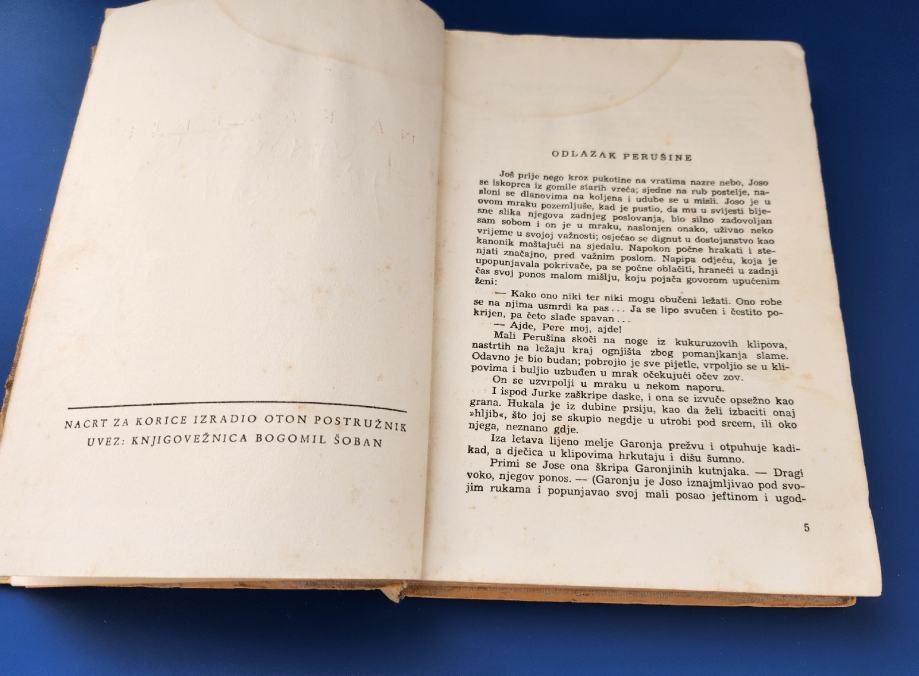 NACRT ZA KORICE IZRADIO OTON POSTRUŽNIK
UVEZ: KNJIGOVEŽNICA BOGOMIL ŠOBAN
ODLAZAK PERUŠINE
Još prije nego kroz pukotine na vratima nazre nebo, Joso
se iskoprca iz gomile starih vreća; sjedne na rub postelje, na-
sloni se dlanovima na koljena i udube se u misli. Joso je u
ovom mraku pozemljuše, kad je pustio, da mu u svijesti bije-
sne slika njegova zadnjeg poslovanja, bio silno zadovoljan
sam sobom i on je u mraku, naslonjen onako, uživao neko
vrijeme u svojoj važnosti; osjećao se dignut u dostojanstvo kao
kanonik maštajući na sjedalu. Napokon počne hrakati i ste-
njati značajno, pred važnim poslom. Napipa odjeću, koja je
upopunjavala pokrivače, pa se počne oblačiti, hraneći u zadnji
čas svoj ponos malom mišlju, koju pojača govorom upućenim
ženi:
— Kako ono niki ter niki mogu obučeni ležati. Ono robe
se na njima usmrdi ka pas... Ja se lipo svučen i čestito po-
krijen, pa četo slađe spavan...
— Ajde, Pere moj, ajde!
Mali Perušina skoči na noge iz kukuruzovih klipova,
nastrtih na ležaju kraj ognjišta zbog pomanjkanja slame.
Odavno je bio budan; pobrojio je sve pijetle, vrpoljio se u kli-
povima i buljio uzbuđen u mrak očekujući očev zov.
On se uzvrpolji u mraku u nekom naporu.
I ispod Jurke zaškripe daske, i ona se izvuče opsežno kao
grana. Hukala je iz dubine prsiju, kao da želi izbaciti onaj
»hljib«, što joj se skupio negdje u utrobi pod srcem, ili oko
njega, neznano gdje.
Iza letava lijeno melje Garonja prežvu i otpuhuje kadi-
kad, a dječica u klipovima hrkutaju i dišu šumno.
Primi se Jose ona škripa Garonjinih kutnjaka. — Dragi
voko, njegov ponos. — (Garonju je Joso iznajmljivao pod svo-
jim rukama i popunjavao svoj mali posao jeftinom i ugod-
5